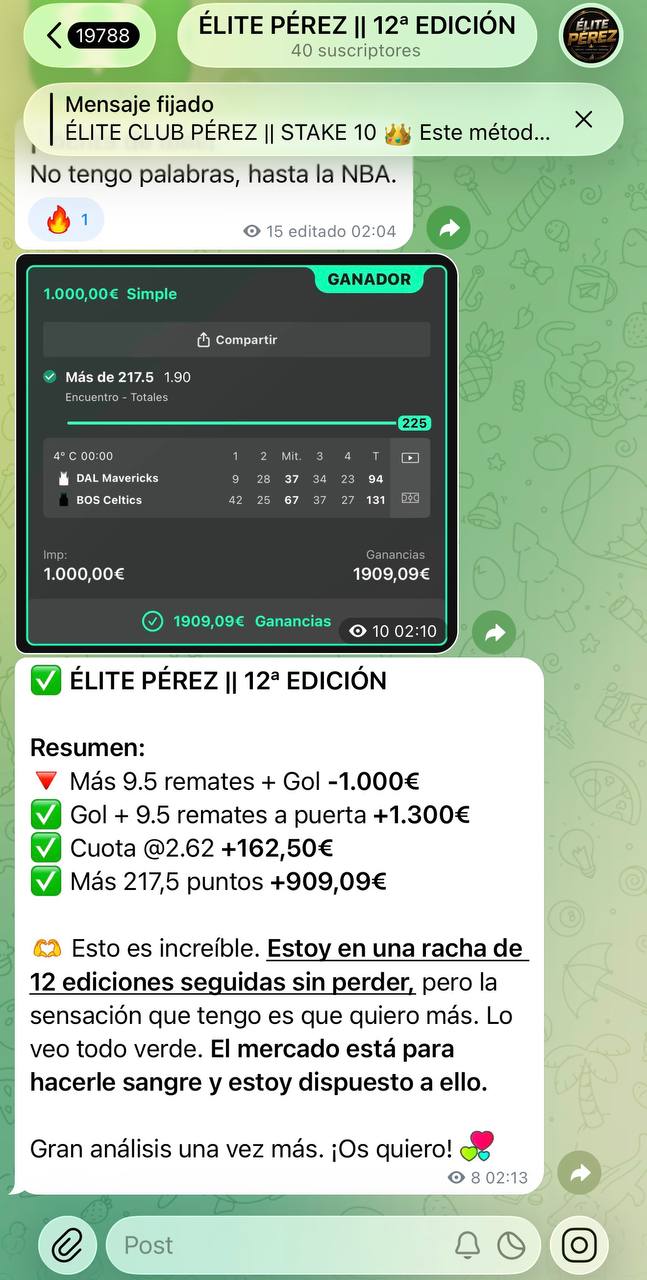 19788
ÉLITE PÉREZ || 12ª EDICIÓN
40 suscriptores
ÉLITE PÉREZ
Mensaje fijado
ÉLITE CLUB PÉREZ || STAKE 10 👑 Este métod...
No tengo palabras, hasta la NBA.
🔥 1
15 editado 02:04
GANADOR
1.000,00€ Simple
Compartir
Más de 217.5 1.90
Encuentro - Totales
225
4º C 00:00 1 2 Mit. 3 4 T
DAL Mavericks 9 28 37 34 23 94
BOS Celtics 42 25 67 37 27 131
Imp: Ganancias
1.000,00€ 1909,09€
1909,09€ Ganancias
10 02:10
✅ ÉLITE PÉREZ || 12ª EDICIÓN
Resumen:
🔻 Más 9.5 remates + Gol -1.000€
✅ Gol + 9.5 remates a puerta +1.300€
✅ Cuota @2.62 +162,50€
✅ Más 217,5 puntos +909,09€
🫶 Esto es increíble. Estoy en una racha de
12 ediciones seguidas sin perder, pero la
sensación que tengo es que quiero más. Lo
veo todo verde. El mercado está para
hacerle sangre y estoy dispuesto a ello.
Gran análisis una vez más. ¡Os quiero! 💞
8 02:13
Post